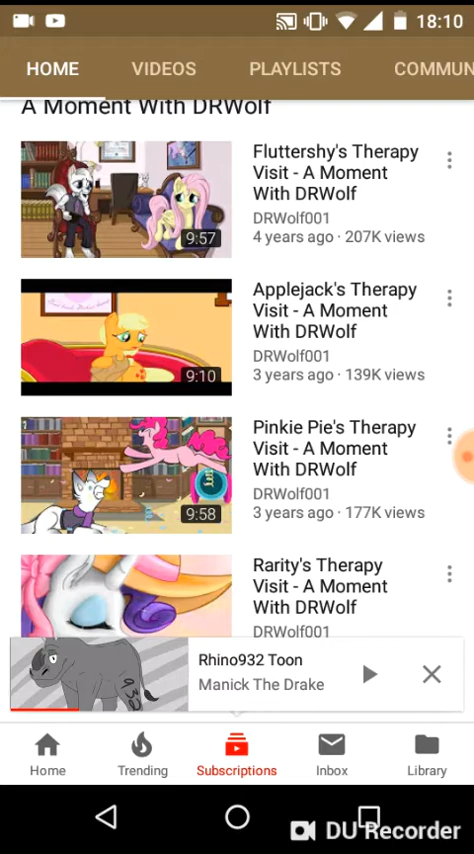 18:10
HOME VIDEOS PLAYLISTS COMMUN
A Moment With DRWolf
Fluttershy's Therapy
Visit - A Moment
With DRWolf
DRWolf001
4 years ago · 207K views
9:57
Applejack's Therapy
Visit - A Moment
With DRWolf
DRWolf001
3 years ago · 139K views
9:10
Pinkie Pie's Therapy
Visit - A Moment
With DRWolf
DRWolf001
3 years ago · 177K views
9:58
Rarity's Therapy
Visit - A Moment
With DRWolf
DRWolf001
Rhino932 Toon
Manick The Drake
932
Home Trending Subscriptions Inbox Library
DU Recorder